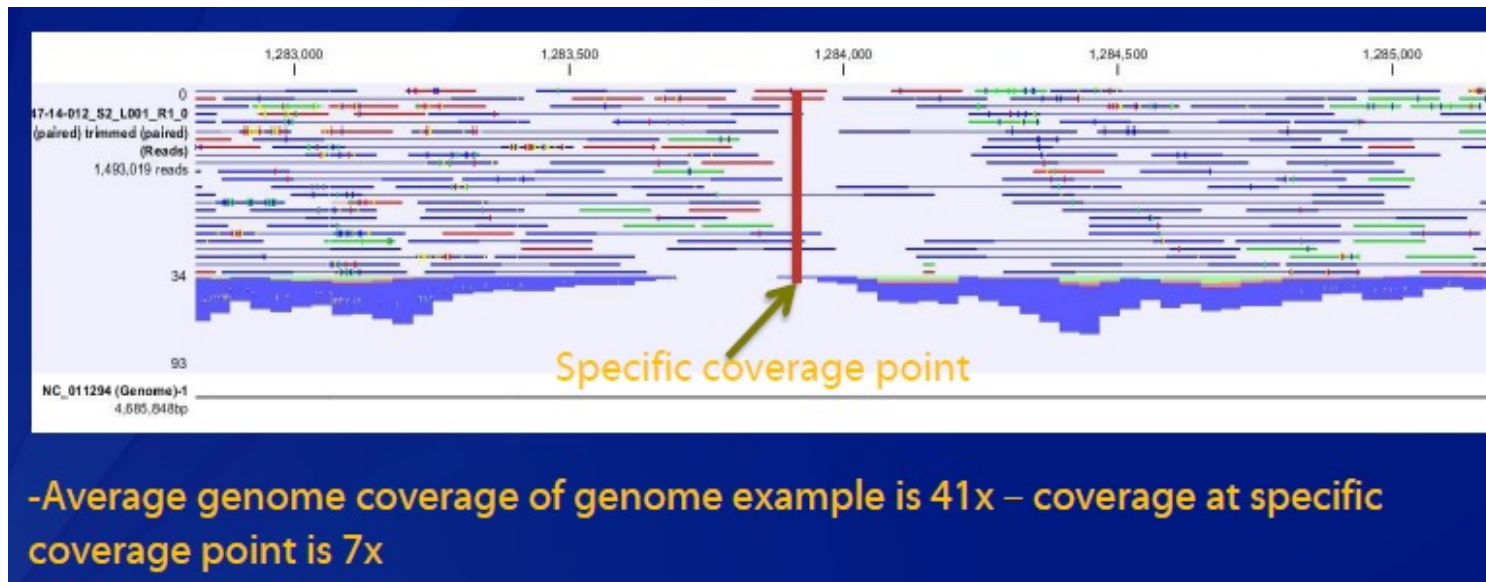 1,283,000 1,283,500 1,284,000 1,284,500 1,285,000
0
47-14-012_S2_L001_R1_0
(paired) trimmed (paired)
(Reads)
1,493,019 reads
34
93
Specific coverage point
NC_011294 (Genome)-1
4,685,848bp
-Average genome coverage of genome example is 41x – coverage at specific
coverage point is 7x